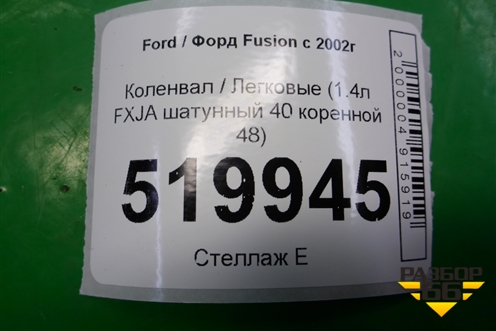 Ford / Форд Fusion с 2002г
Коленвал / Легковые (1.4л
FXJA шатунный 40 коренной
48)
519945
Стеллаж Е
2000004915919
РАЗБОР
66